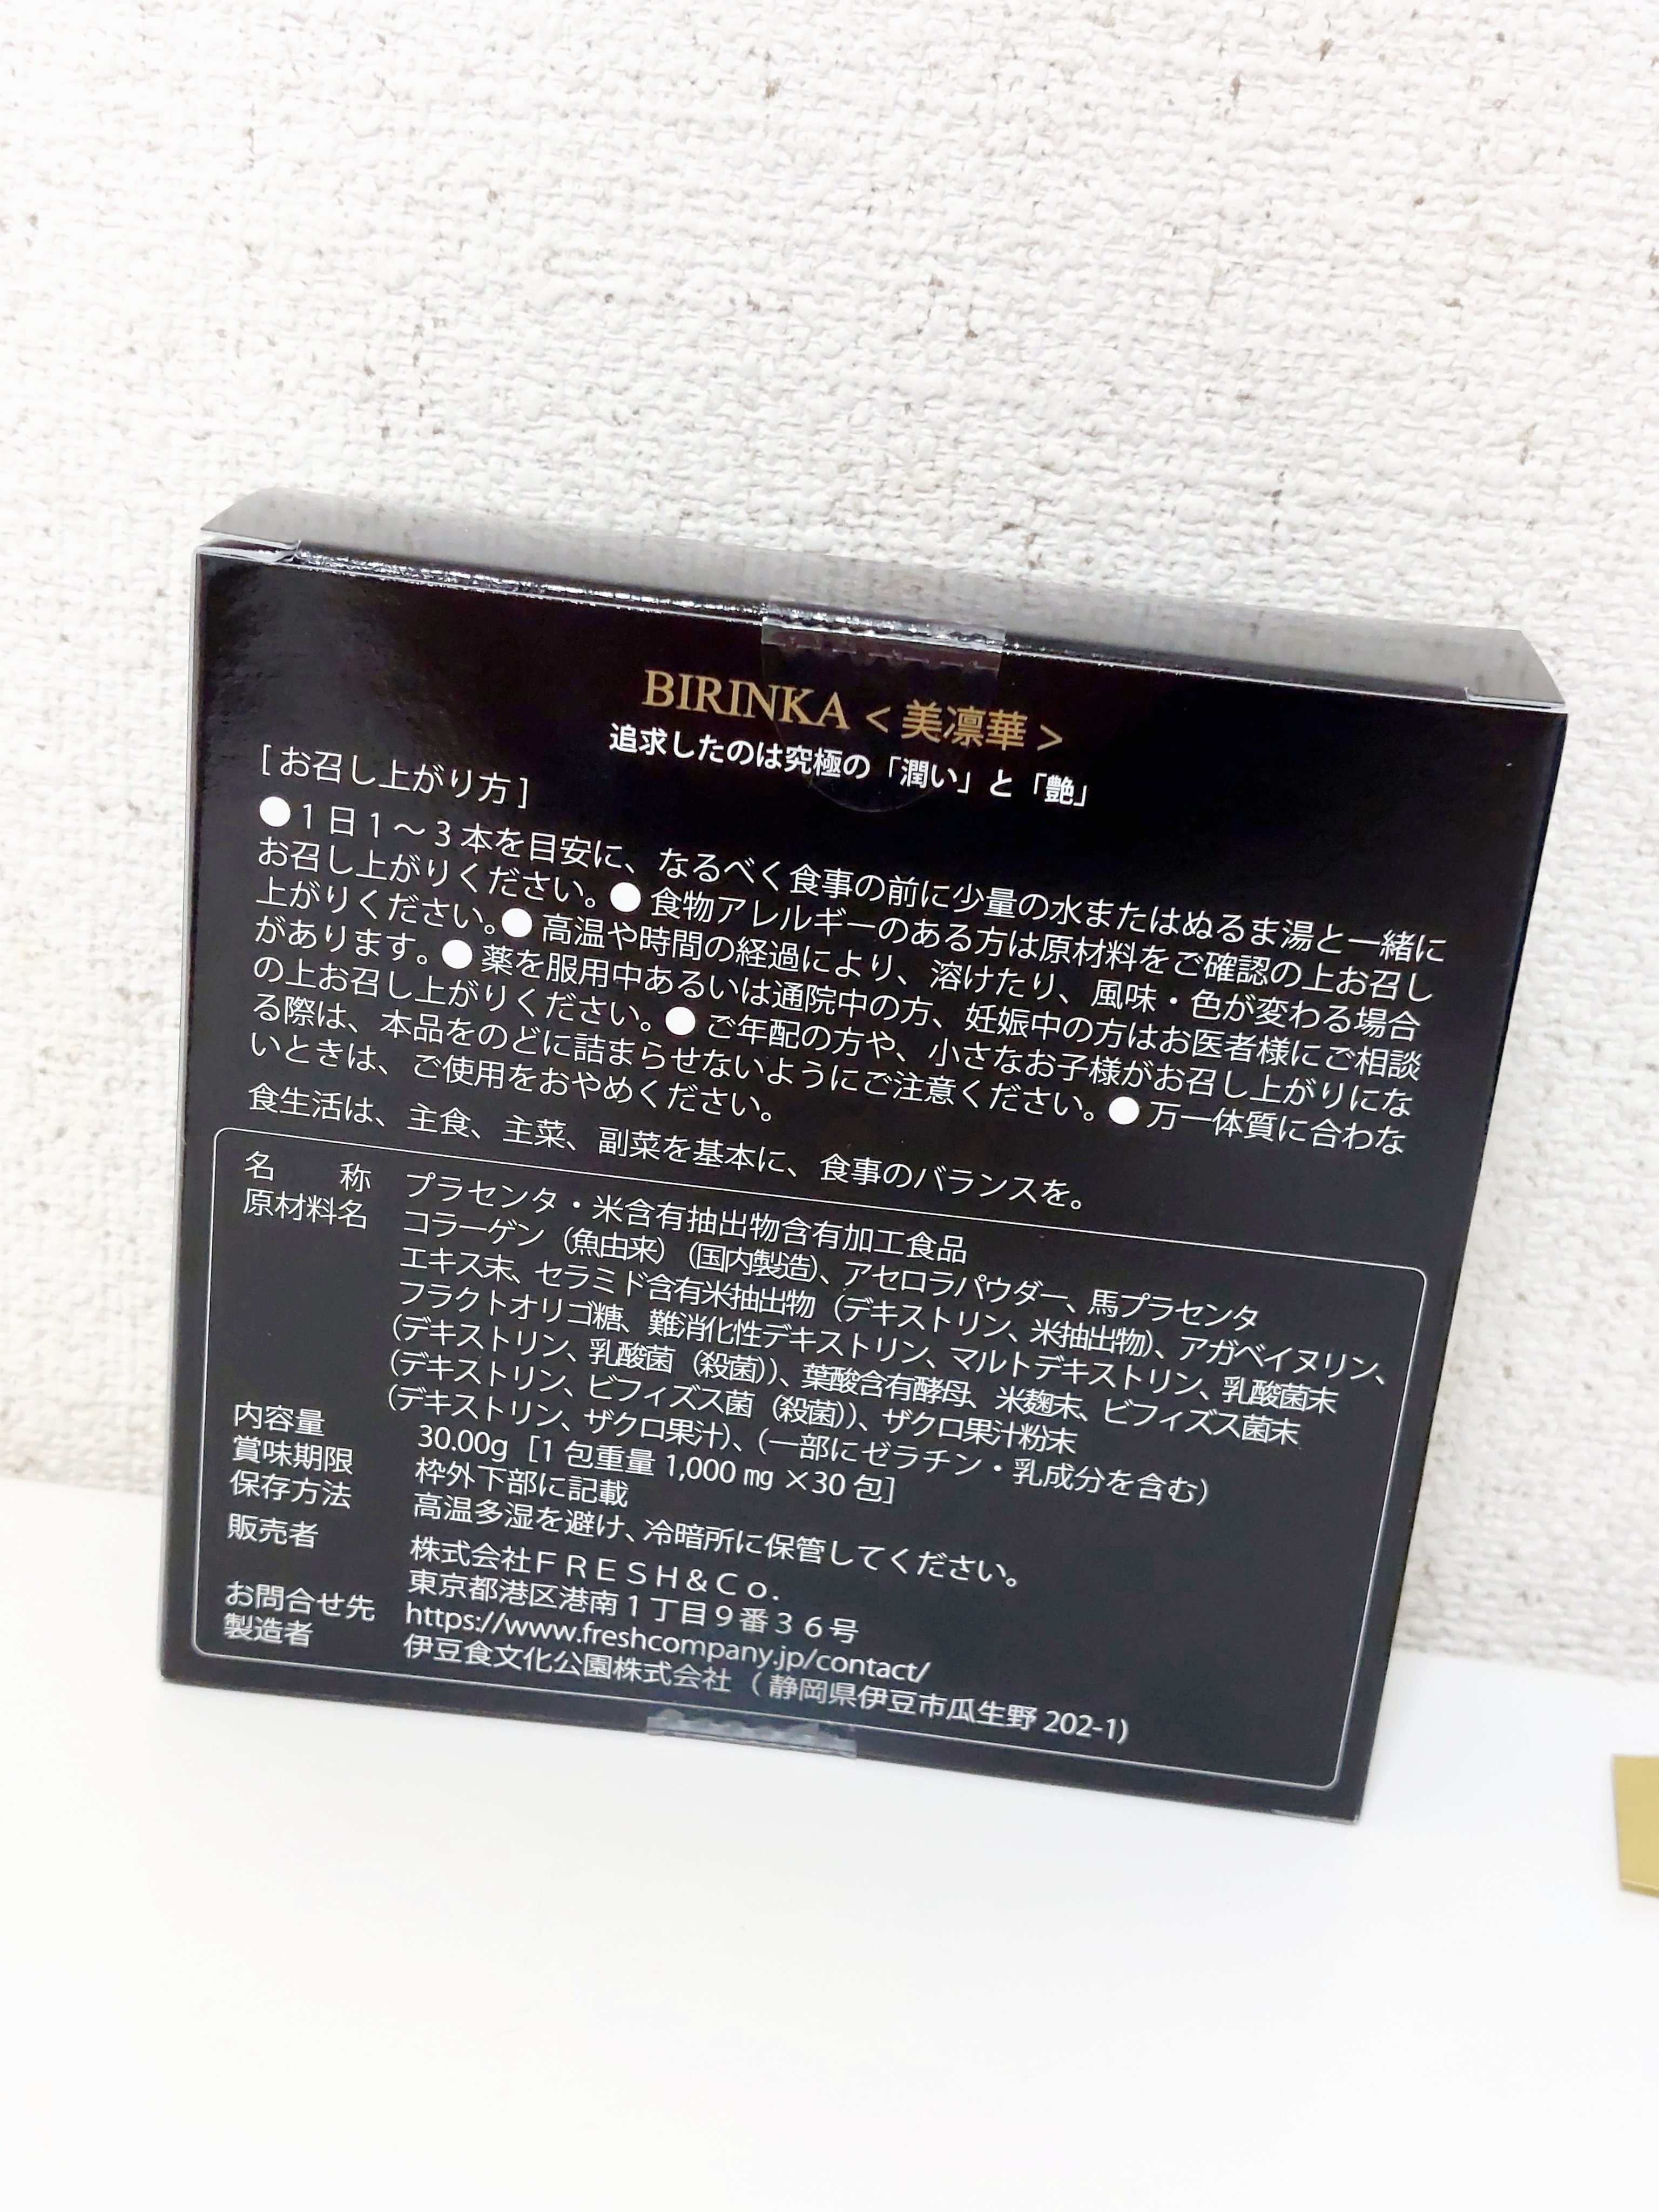 BIRINKA <美凛華>
追求したのは究極の「潤い」と「艶」
[お召し上がり方]
●1日1～3本を目安に、なるべく食事の前に少量の水またはぬるま湯と一緒に
お召し上がりください。●食物アレルギーのある方は原材料をご確認の上お召し
上がりください。●高温や時間の経過により、溶けたり、風味・色が変わる場合
があります。●薬を服用中あるいは通院中の方、妊娠中の方はお医者様にご相談
の上お召し上がりください。●ご年配の方や、小さなお子様がお召し上がりにな
る際は、本品をのどに詰まらせないようにご注意ください。●万一体質に合わな
いときは、ご使用をおやめください。
食生活は、主食、主菜、副菜を基本に、食事のバランスを。
名 称 プラセンタ・米含有抽出物含有加工食品
原材料名 コラーゲン（魚由来）（国内製造）、アセロラパウダー、馬プラセンタ
エキス末、セラミド含有米抽出物（デキストリン、米抽出物）、アガベイヌリン、
フラクトオリゴ糖、難消化性デキストリン、マルトデキストリン、乳酸菌末
（デキストリン、乳酸菌（殺菌））、葉酸含有酵母、米麹末、ビフィズス菌末
（デキストリン、ビフィズス菌（殺菌））、ザクロ果汁粉末
（デキストリン、ザクロ果汁）、（一部にゼラチン・乳成分を含む）
内容量 30.00g［1包重量 1,000㎎×30包］
賞味期限 枠外下部に記載
保存方法 高温多湿を避け、冷暗所に保管してください。
販売者 株式会社ＦＲＥＳＨ＆Ｃｏ．
東京都港区港南１丁目９番３６号
お問合せ先 https://www.freshcompany.jp/contact/
製造者 伊豆食文化公園株式会社（静岡県伊豆市瓜生野202-1）